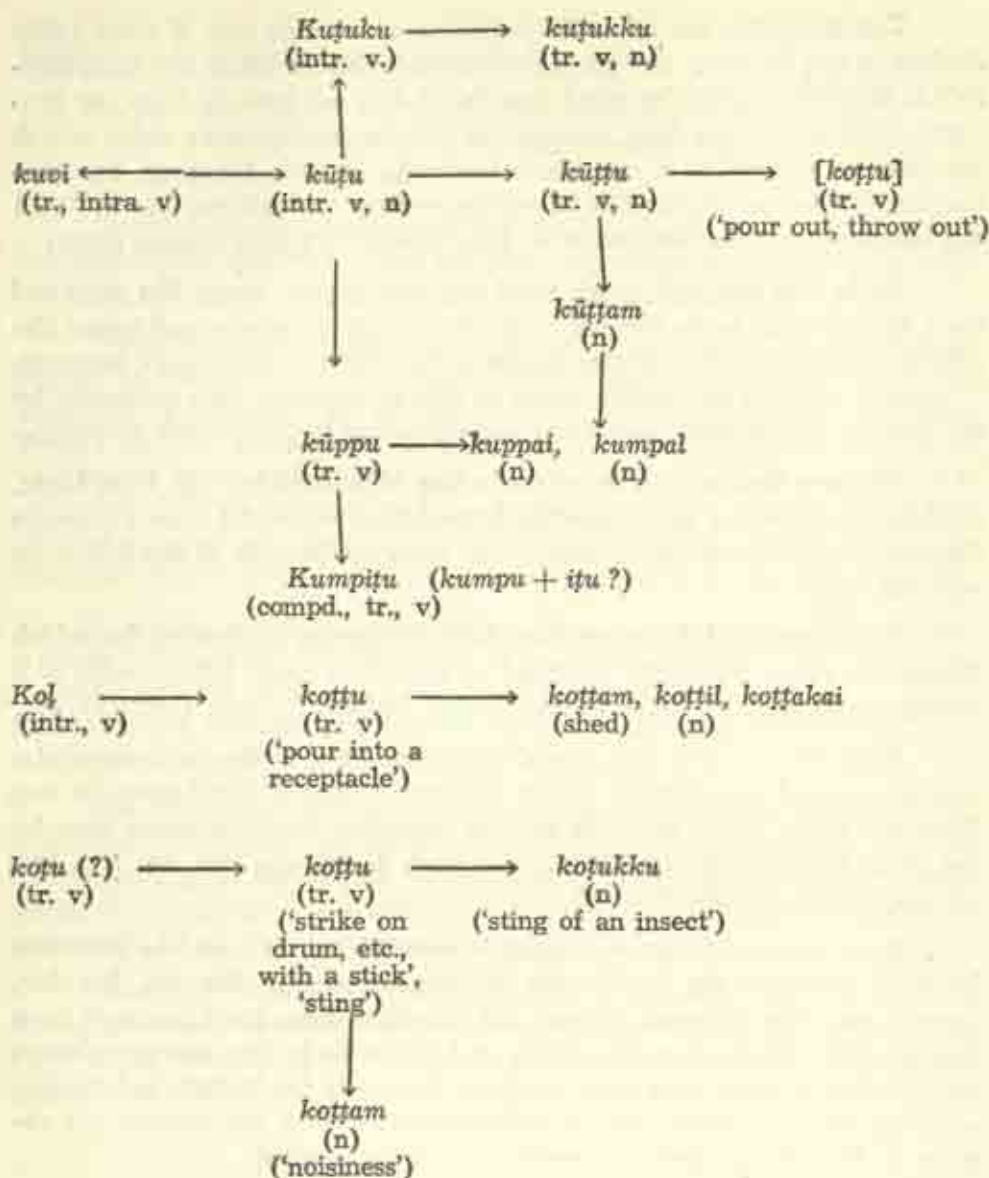 Kuṭuku ⟶ kuṭukku
(intr. v.) (tr. v, n)
kuvi ⟵⟶ kūṭu ⟶ kūṭṭu ⟶ [koṭṭu]
(tr., intra. v) (intr. v, n) (tr. v, n) (tr. v)
(‘pour out, throw out’)
kūṭṭam
(n)
kūppu ⟶ kuppai, kumpal
(tr. v) (n) (n)
Kumpiṭu (kumpu + iṭu ?)
(compd., tr., v)
Koḷ ⟶ koṭṭu ⟶ koṭṭam, koṭṭil, koṭṭakai
(intr., v) (tr. v) (shed) (n)
(‘pour into a
receptacle’)
koṭu (?) ⟶ koṭṭu ⟶ koṭukku
(tr. v) (tr. v) (n)
(‘strike on (‘sting of an insect’)
drum, etc.,
with a stick’,
‘sting’)
koṭṭam
(n)
(‘noisiness’)